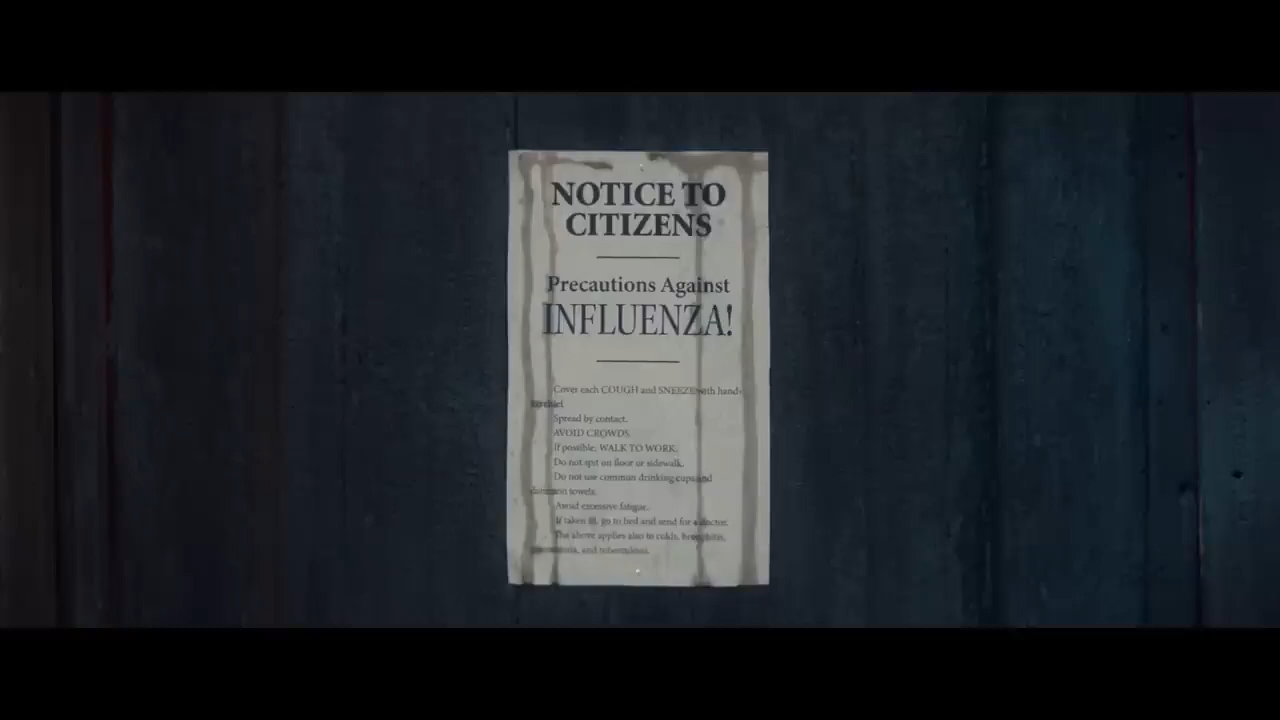 NOTICE TO
CITIZENS
Precautions Against
INFLUENZA!
Cover each COUGH and SNEEZE with hand-
kerchief.
Spread by contact.
AVOID CROWDS.
If possible, WALK TO WORK.
Do not spit on floor or sidewalk.
Do not use common drinking cups and
common towels.
Avoid excessive fatigue.
If taken ill, go to bed and send for a doctor.
The above applies also to colds, bronchitis,
pneumonia, and tuberculosis.